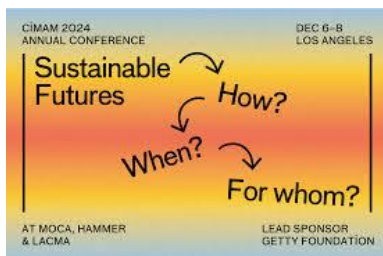 CIMAM 2024
ANNUAL CONFERENCE
DEC 6–8
LOS ANGELES
Sustainable
Futures
How?
When?
For whom?
AT MOCA, HAMMER
& LACMA
LEAD SPONSOR
GETTY FOUNDATION